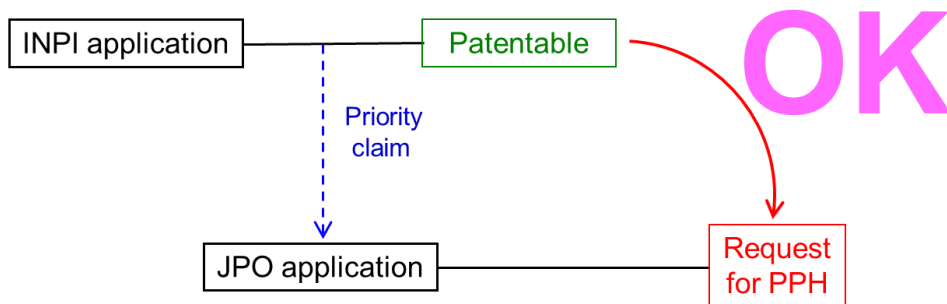 INPI application
Patentable
OK
Priority
claim
JPO application
Request
for PPH